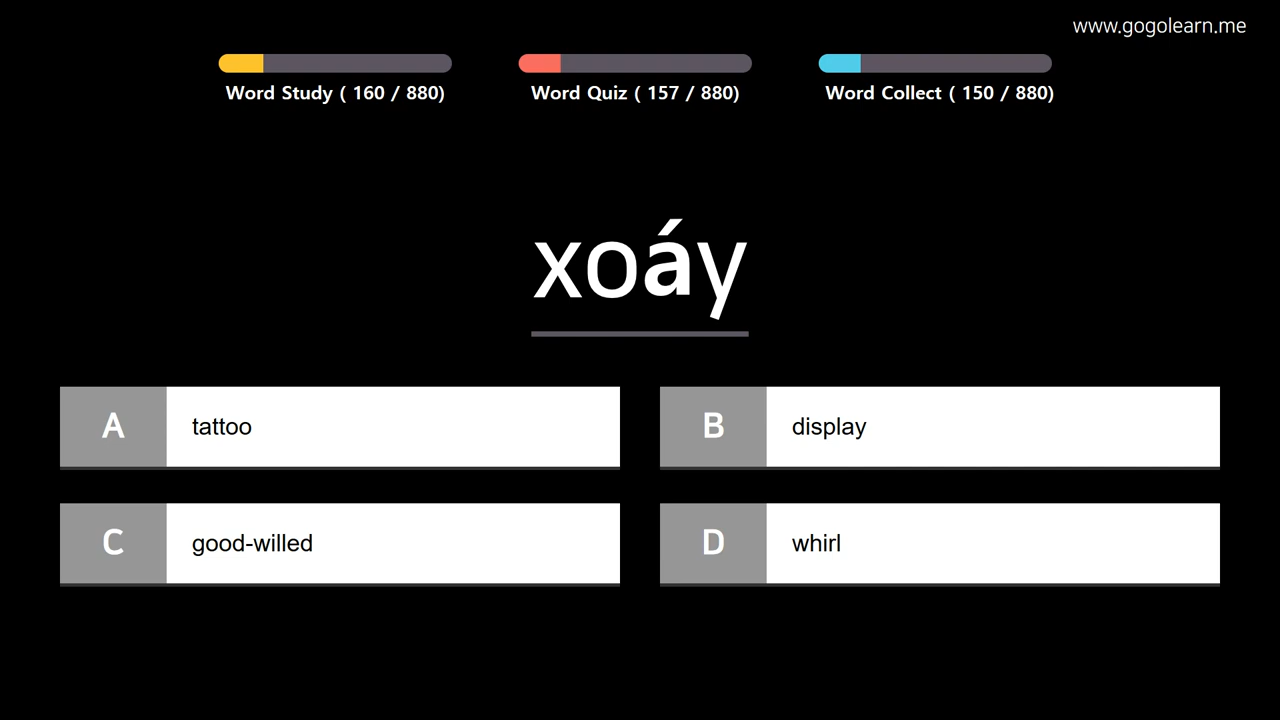 www.gogolearn.me
Word Study ( 160 / 880)
Word Quiz ( 157 / 880)
Word Collect ( 150 / 880)
xoáy
A tattoo
B display
C good-willed
D whirl